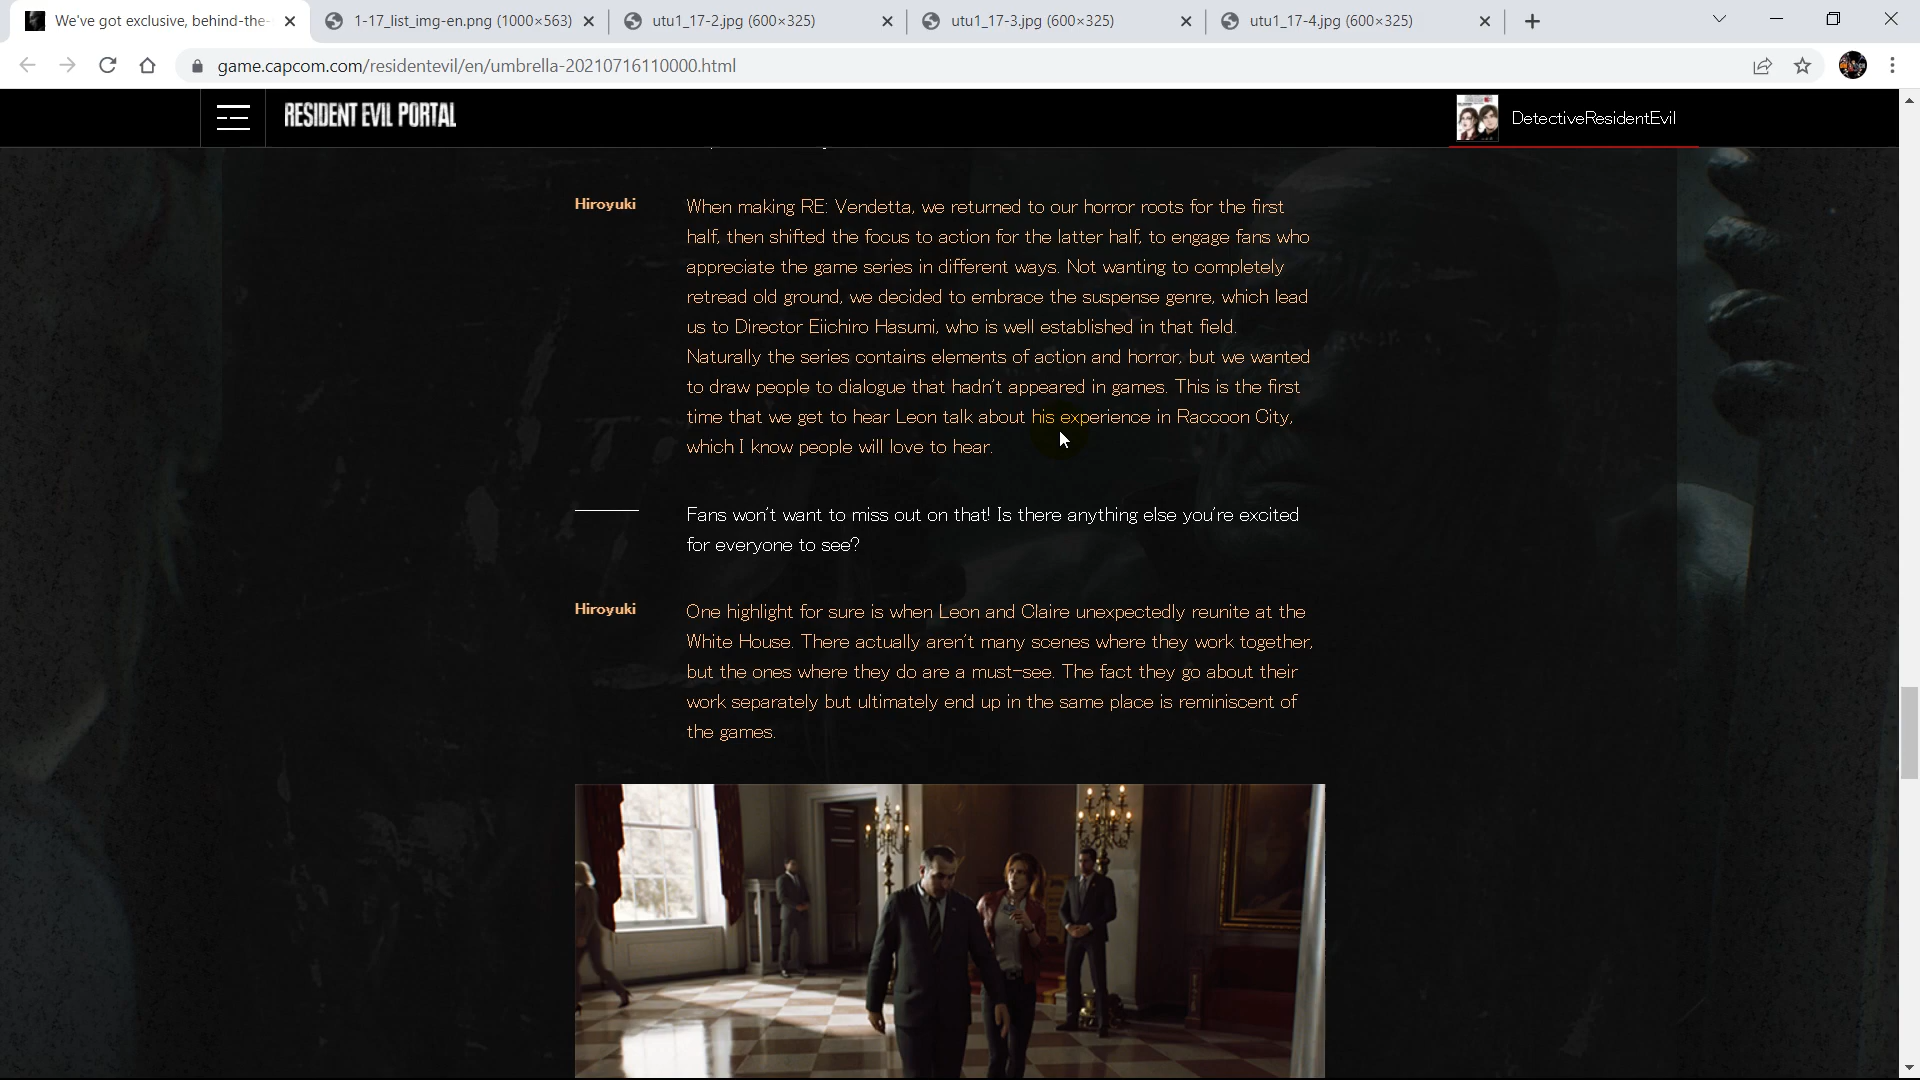 We've got exclusive, behind-the-
1-17_list_img-en.png (1000×563)
utu1_17-2.jpg (600×325)
utu1_17-3.jpg (600×325)
utu1_17-4.jpg (600×325)
game.capcom.com/residentevil/en/umbrella-20210716110000.html
RESIDENT EVIL PORTAL
DetectiveResidentEvil
Hiroyuki
When making RE: Vendetta, we returned to our horror roots for the first
half, then shifted the focus to action for the latter half, to engage fans who
appreciate the game series in different ways. Not wanting to completely
retread old ground, we decided to embrace the suspense genre, which lead
us to Director Eiichiro Hasumi, who is well established in that field.
Naturally the series contains elements of action and horror, but we wanted
to draw people to dialogue that hadn't appeared in games. This is the first
time that we get to hear Leon talk about his experience in Raccoon City,
which I know people will love to hear.
Fans won't want to miss out on that! Is there anything else you're excited
for everyone to see?
Hiroyuki
One highlight for sure is when Leon and Claire unexpectedly reunite at the
White House. There actually aren't many scenes where they work together,
but the ones where they do are a must-see. The fact they go about their
work separately but ultimately end up in the same place is reminiscent of
the games.